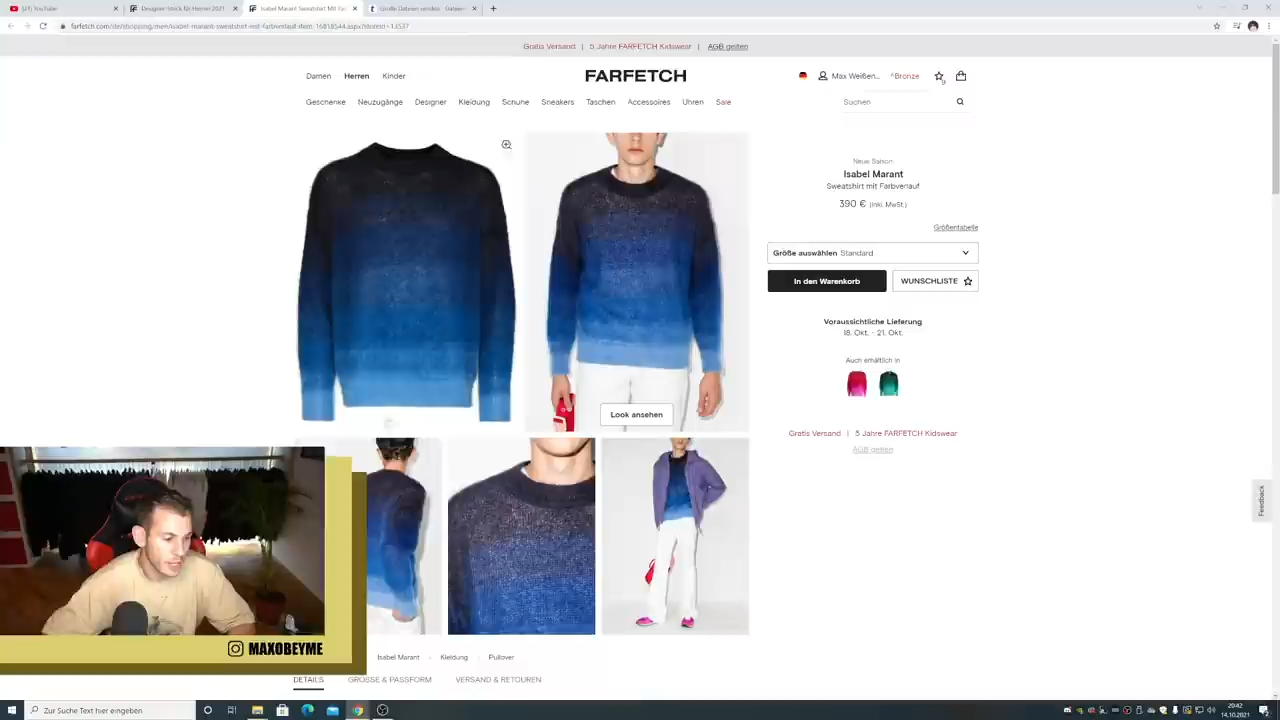 (21) YouTube
Designer-Strick für Herren 2021
Isabel Marant Sweatshirt Mit Fa
Große Dateien senden
farfetch.com/de/shopping/men/isabel-marant-sweatshirt-mit-farbverlauf-item-16818544.aspx?storeid=13537
Gratis Versand | 5 Jahre FARFETCH Kidswear | AGB gelten
Damen Herren Kinder
FARFETCH
Max Weißen... Bronze
Geschenke Neuzugänge Designer Kleidung Schuhe Sneakers Taschen Accessoires Uhren Sale
Suchen
Neue Saison
Isabel Marant
Sweatshirt mit Farbverlauf
390 € (inkl. MwSt.)
Größentabelle
Größe auswählen Standard
In den Warenkorb
WUNSCHLISTE
Voraussichtliche Lieferung
18. Okt. - 21. Okt.
Auch erhältlich in
Look ansehen
Gratis Versand | 5 Jahre FARFETCH Kidswear
AGB gelten
Feedback
MAXOBEYME
Isabel Marant Kleidung Pullover
DETAILS GRÖSSE & PASSFORM VERSAND & RETOUREN
Zur Suche Text hier eingeben
20:42
14.10.2021